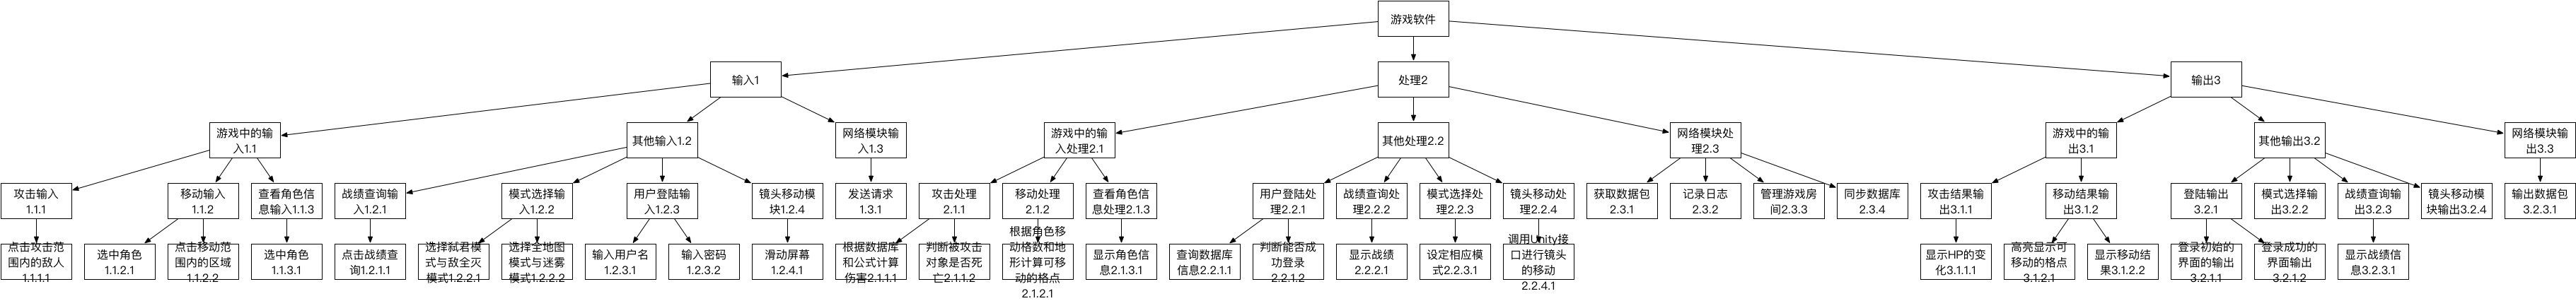 游戏软件
输入1
处理2
输出3
游戏中的输
入1.1
其他输入1.2
网络模块输
入1.3
游戏中的输
入处理2.1
其他处理2.2
网络模块处
理2.3
游戏中的输
出3.1
其他输出3.2
网络模块输
出3.3
攻击输入
1.1.1
移动输入
1.1.2
查看角色信
息输入1.1.3
战绩查询输
入1.2.1
模式选择输
入1.2.2
用户登陆输
入1.2.3
镜头移动模
块1.2.4
发送请求
1.3.1
攻击处理
2.1.1
移动处理
2.1.2
查看角色信
息处理2.1.3
用户登陆处
理2.2.1
战绩查询处
理2.2.2
模式选择处
理2.2.3
镜头移动处
理2.2.4
获取数据包
2.3.1
记录日志
2.3.2
管理游戏房
间2.3.3
同步数据库
2.3.4
攻击结果输
出3.1.1
移动结果输
出3.1.2
登陆输出
3.2.1
模式选择输
出3.2.2
战绩查询输
出3.2.3
镜头移动模
块输出3.2.4
输出数据包
3.2.3.1
点击攻击范
围内的敌人
1.1.1.1
选中角色
1.1.2.1
点击移动范
围内的区域
1.1.2.2
选中角色
1.1.3.1
点击战绩查
询1.2.1.1
选择弑君模
式与敌全灭
模式1.2.2.1
选择全地图
模式与迷雾
模式1.2.2.2
输入用户名
1.2.3.1
输入密码
1.2.3.2
滑动屏幕
1.2.4.1
根据数据库
和公式计算
伤害2.1.1.1
判断被攻击
对象是否死
亡2.1.1.2
根据角色移
动格数和地
形计算可移
动的格点
2.1.2.1
显示角色信
息2.1.3.1
查询数据库
信息2.2.1.1
判断能否成
功登录
2.2.1.2
显示战绩
2.2.2.1
设定相应模
式2.2.3.1
调用Unity接
口进行镜头
的移动
2.2.4.1
显示HP的变
化3.1.1.1
高亮显示可
移动的格点
3.1.2.1
显示移动结
果3.1.2.2
登录初始的
界面的输出
3.2.1.1
登录成功的
界面输出
3.2.1.2
显示战绩信
息3.2.3.1